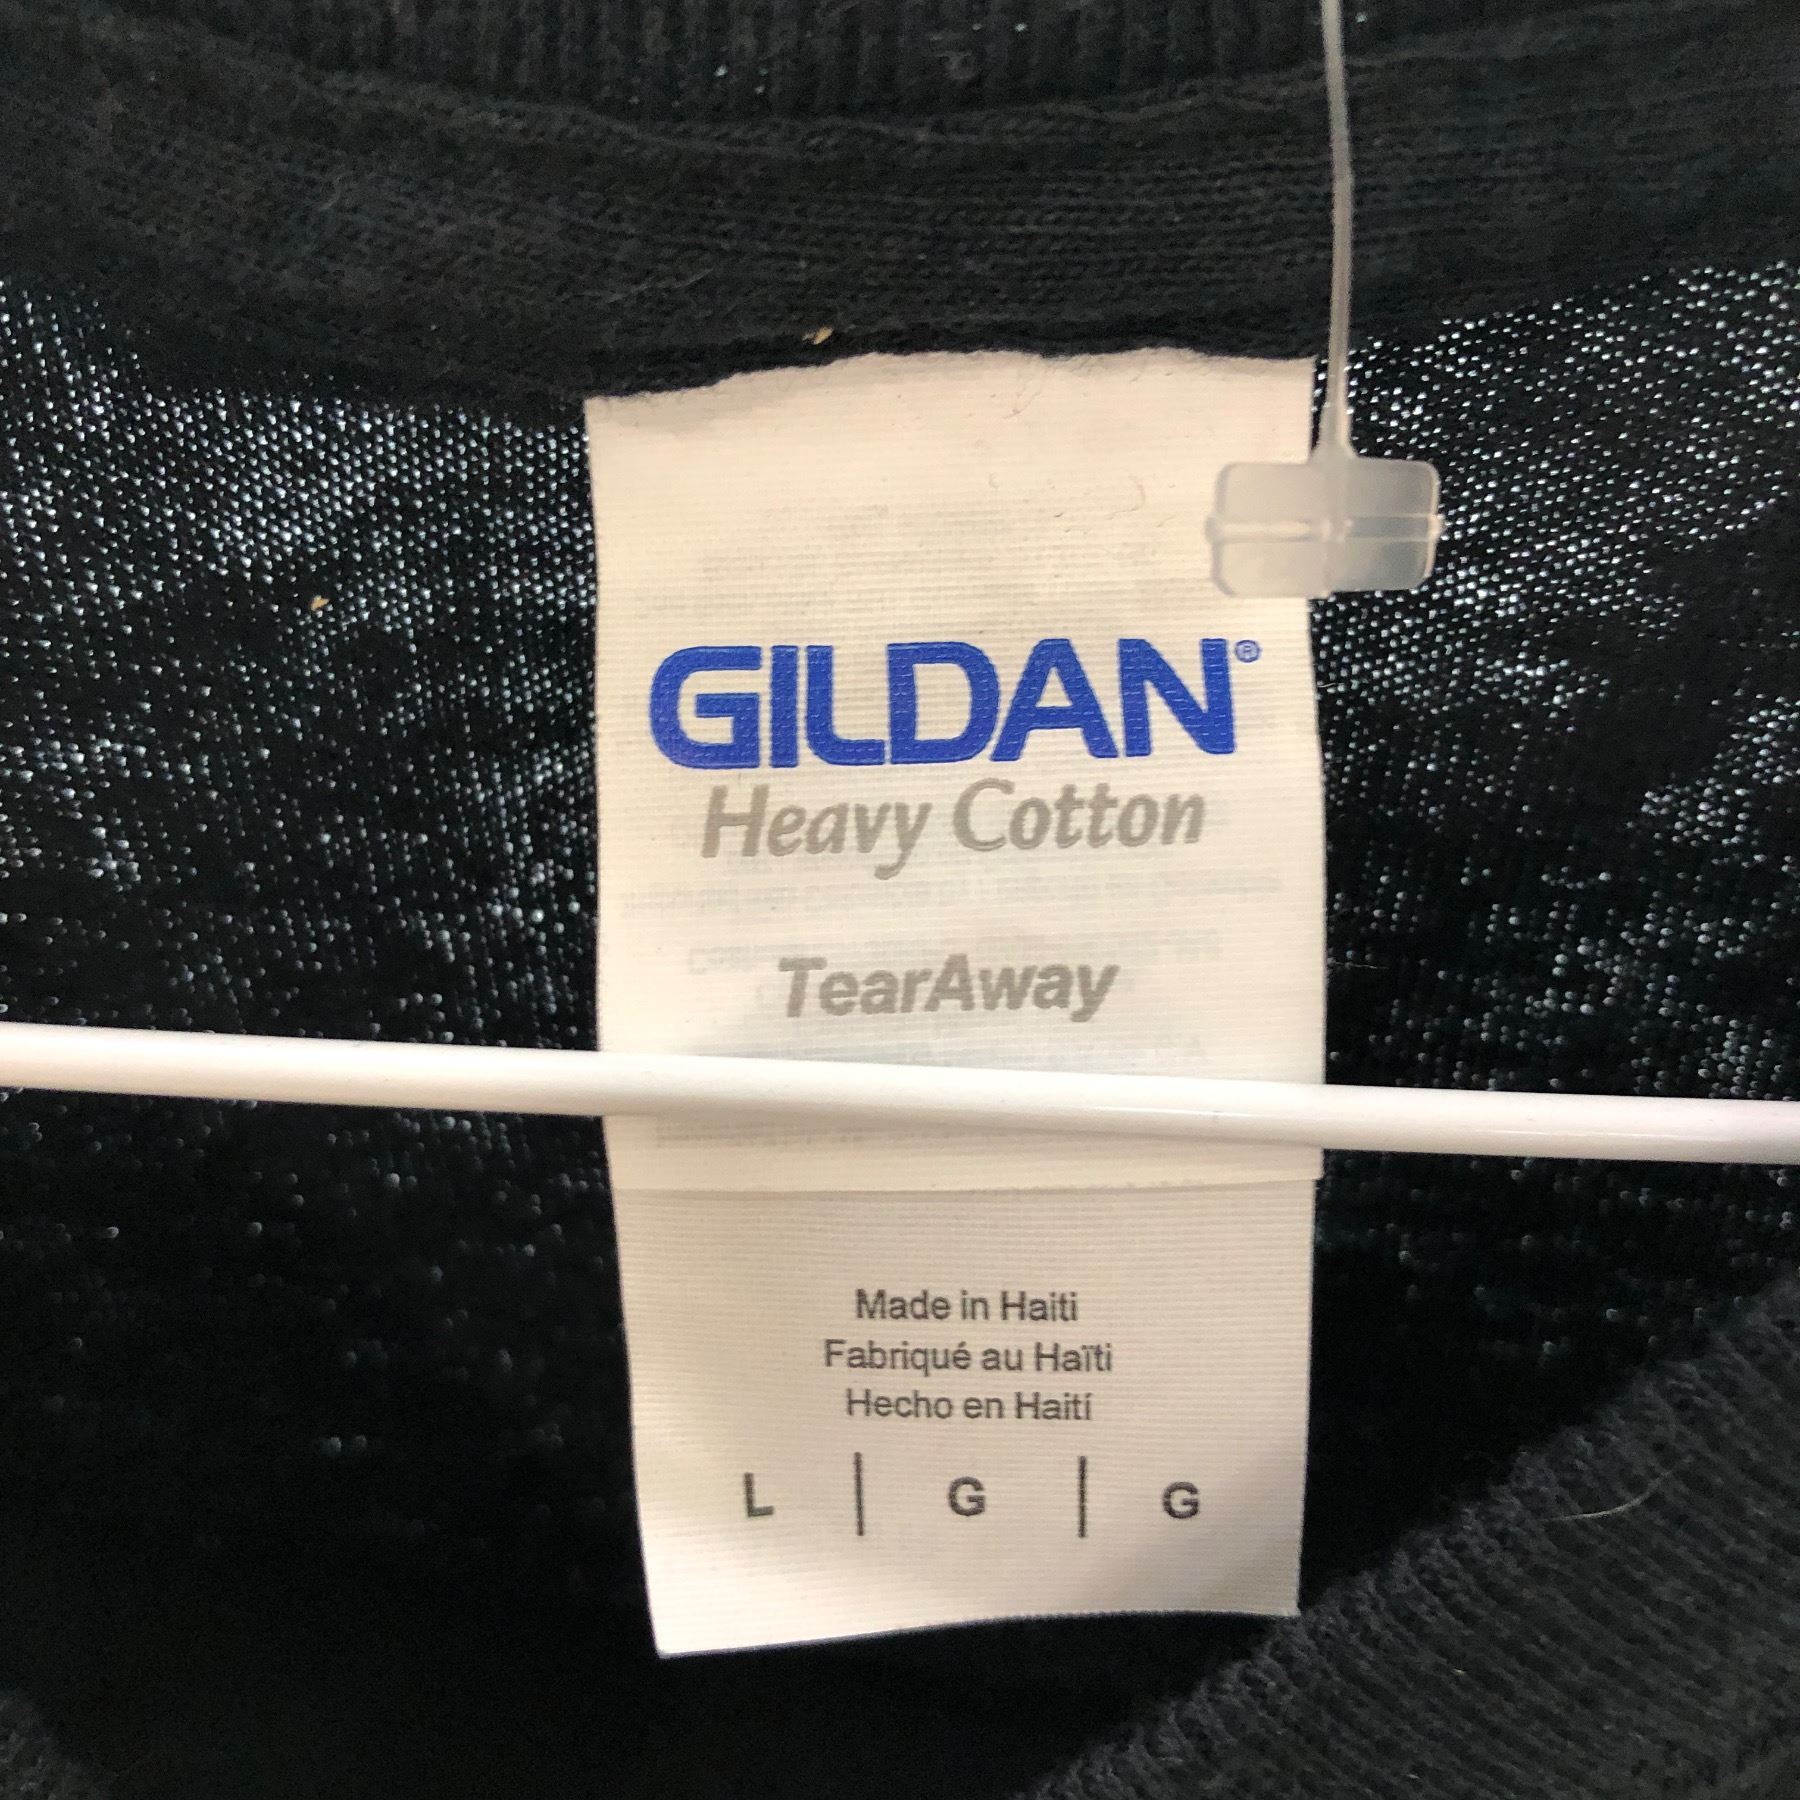 GILDAN®
Heavy Cotton
TearAway
Made in Haiti
Fabriqué au Haïti
Hecho en Haití
L | G | G